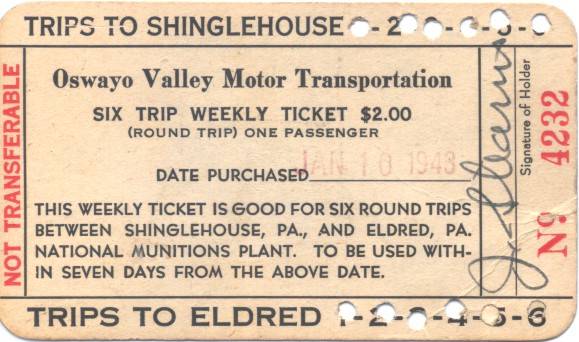 TRIPS TO SHINGLEHOUSE 2
Oswayo Valley Motor Transportation
SIX TRIP WEEKLY TICKET $2.00
(ROUND TRIP) ONE PASSENGER
DATE PURCHASED JAN 10 1943
THIS WEEKLY TICKET IS GOOD FOR SIX ROUND TRIPS
BETWEEN SHINGLEHOUSE, PA., AND ELDRED, PA.
NATIONAL MUNITIONS PLANT. TO BE USED WITH-
IN SEVEN DAYS FROM THE ABOVE DATE.
TRIPS TO ELDRED 1-2-3-4-5-6
NOT TRANSFERABLE
Signature of Holder
No. 4232